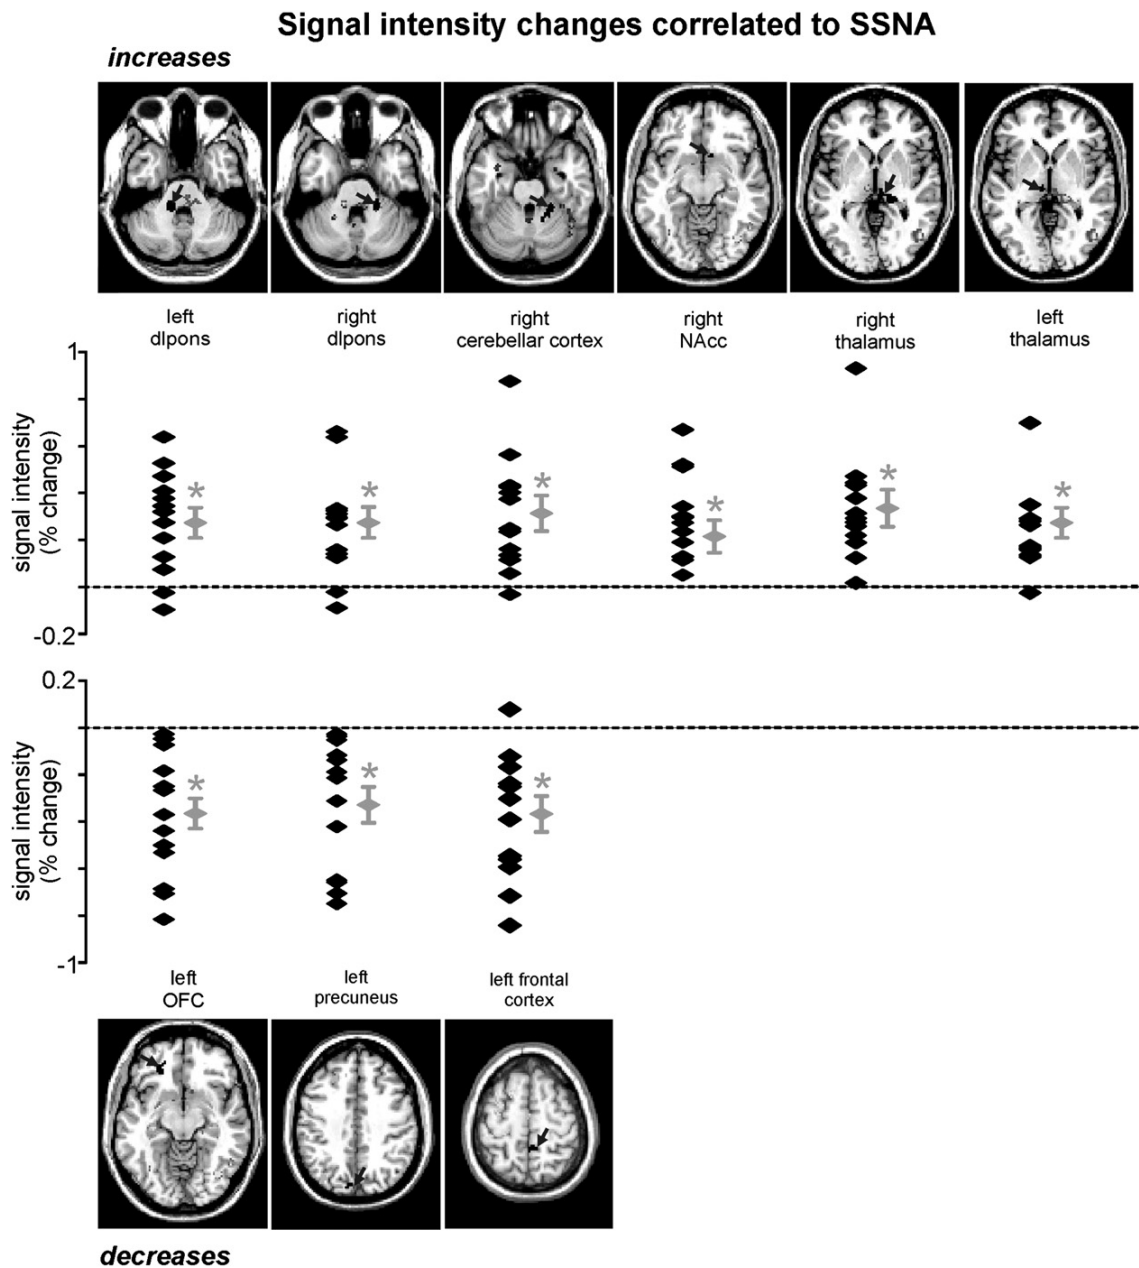 Signal intensity changes correlated to SSNA
increases
left
dlpons
right
dlpons
right
cerebellar cortex
right
NAcc
right
thalamus
left
thalamus
1
signal intensity
(% change)
-0.2
*
*
*
*
*
*
0.2
signal intensity
(% change)
-1
*
*
*
left
OFC
left
precuneus
left frontal
cortex
decreases